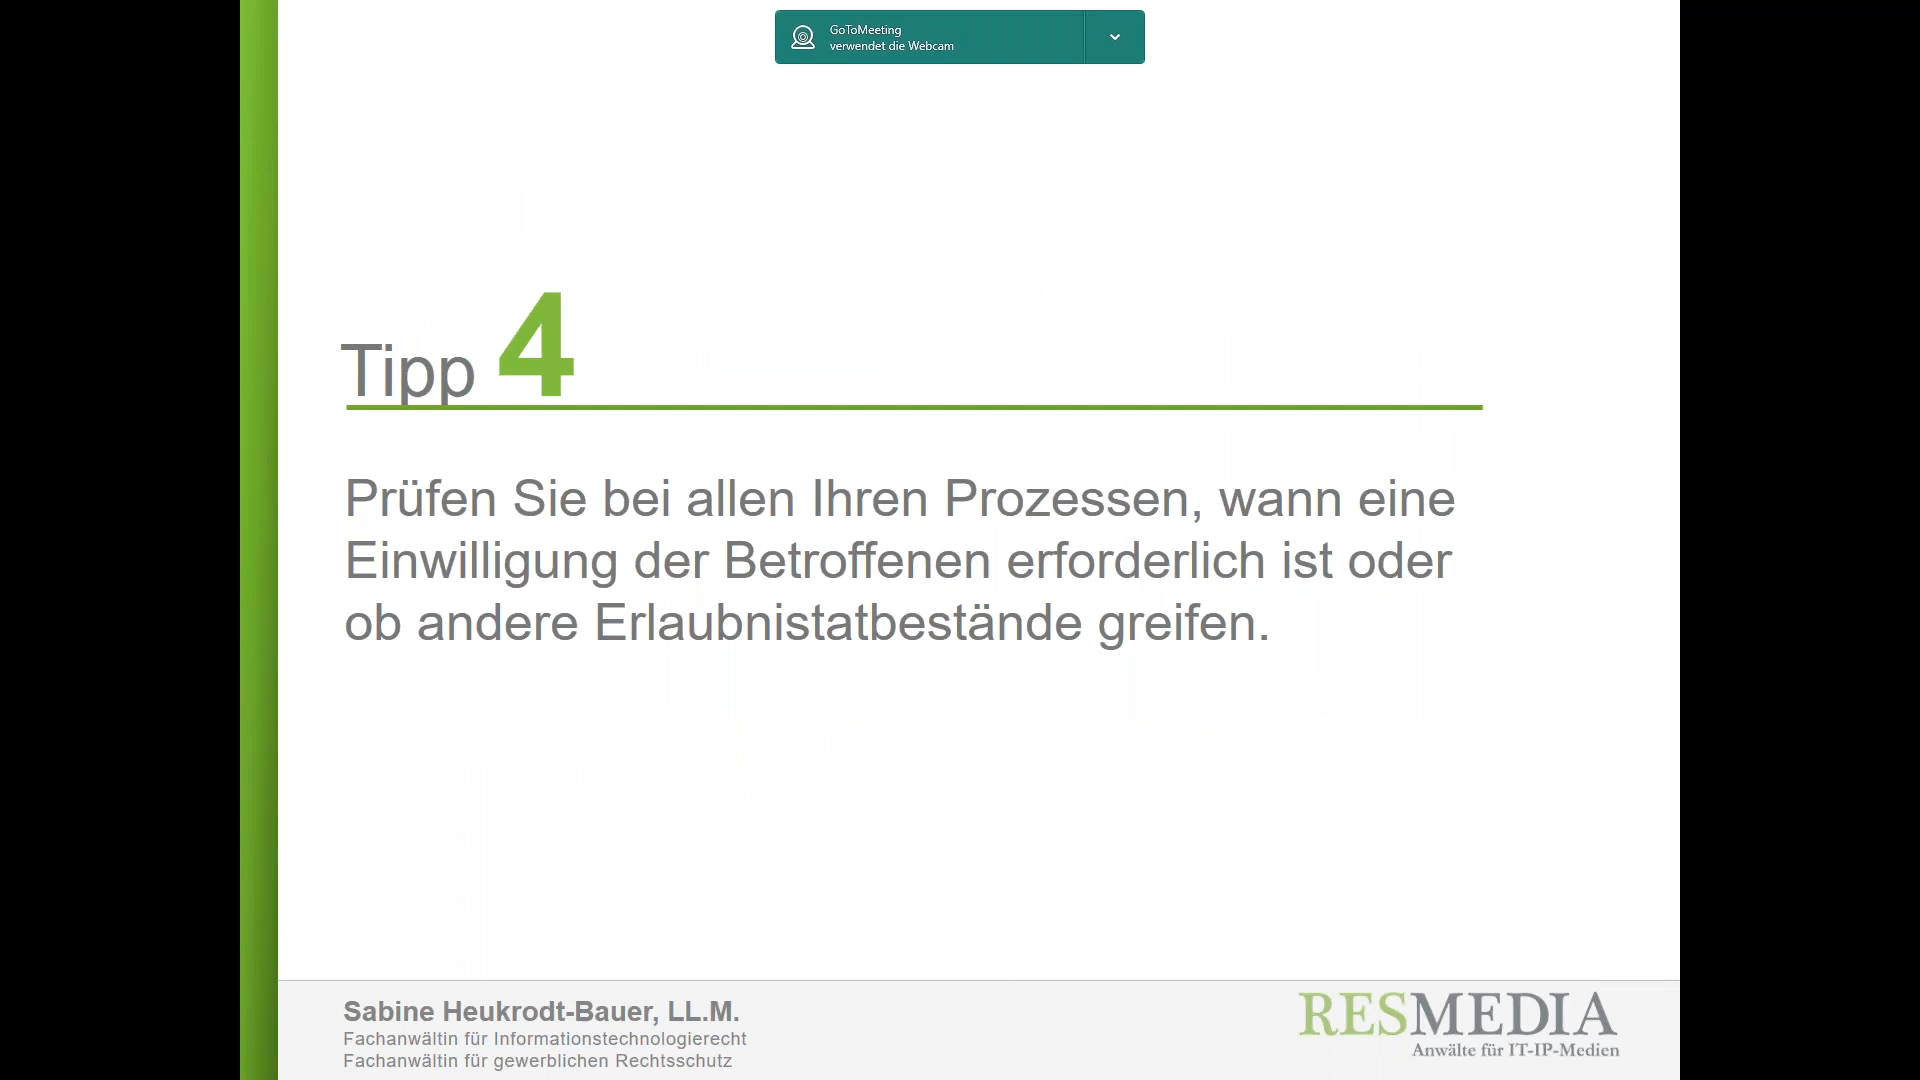 GoToMeeting
verwendet die Webcam
Tipp 4
Prüfen Sie bei allen Ihren Prozessen, wann eine
Einwilligung der Betroffenen erforderlich ist oder
ob andere Erlaubnistatbestände greifen.
Sabine Heukrodt-Bauer, LL.M.
Fachanwältin für Informationstechnologierecht
Fachanwältin für gewerblichen Rechtsschutz
RESMEDIA
Anwälte für IT-IP-Medien